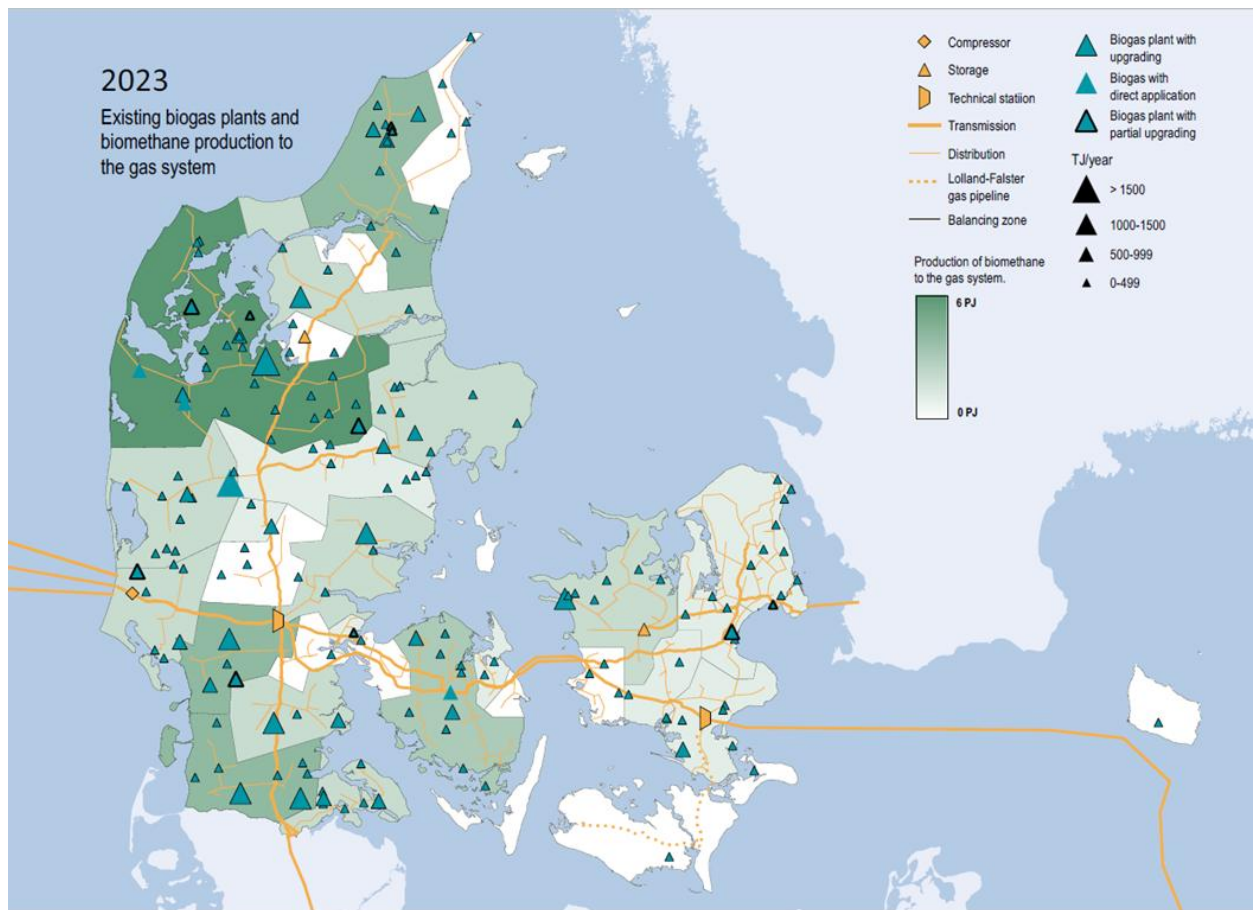 2023
Existing biogas plants and
biomethane production to
the gas system
Compressor
Storage
Technical statiion
Transmission
Distribution
Lolland-Falster
gas pipeline
Balancing zone
Production of biomethane
to the gas system.
6 PJ
0 PJ
Biogas plant with
upgrading
Biogas with
direct application
Biogas plant with
partial upgrading
TJ/year
> 1500
1000-1500
500-999
0-499